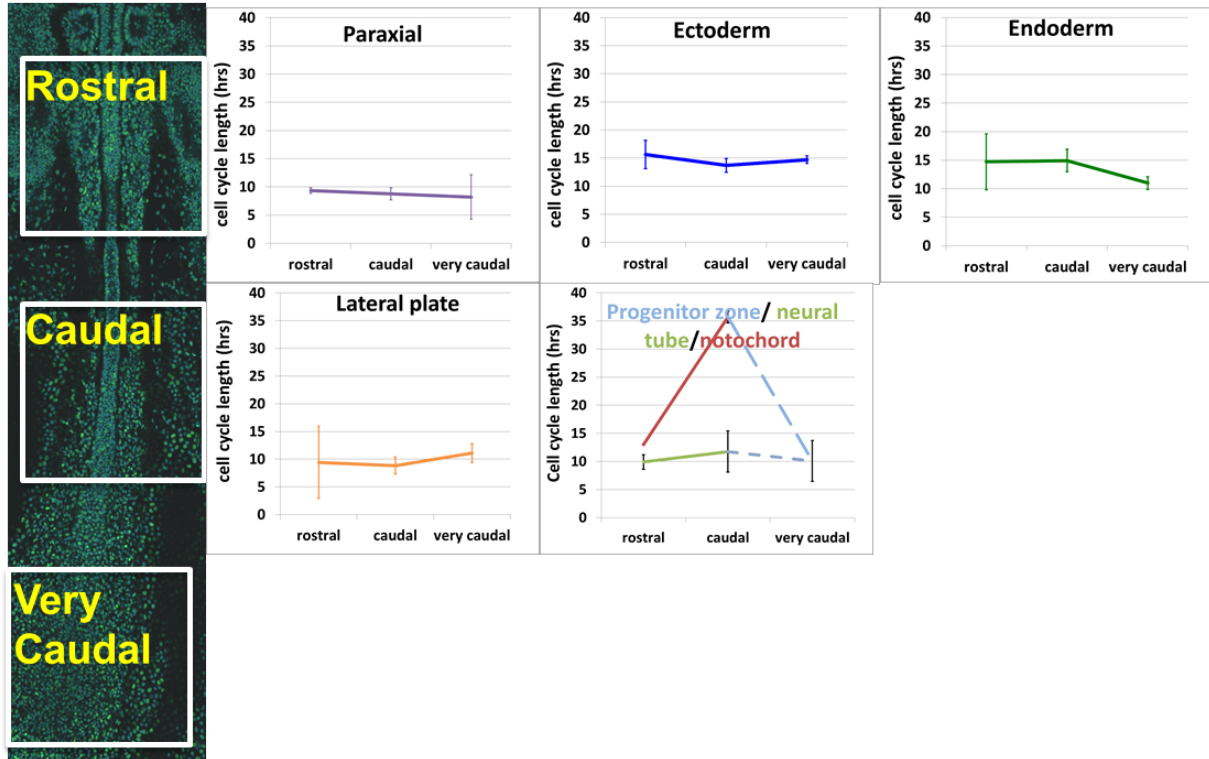 Rostral
Caudal
Very
Caudal
Paraxial
cell cycle length (hrs)
40
35
30
25
20
15
10
5
0
rostral caudal very caudal
Ectoderm
cell cycle length (hrs)
40
35
30
25
20
15
10
5
0
rostral caudal very caudal
Endoderm
cell cycle length (hrs)
40
35
30
25
20
15
10
5
0
rostral caudal very caudal
Lateral plate
cell cycle length (hrs)
40
35
30
25
20
15
10
5
0
rostral caudal very caudal
Progenitor zone/ neural
tube/notochord
Cell cycle length (hrs)
40
35
30
25
20
15
10
5
0
rostral caudal very caudal